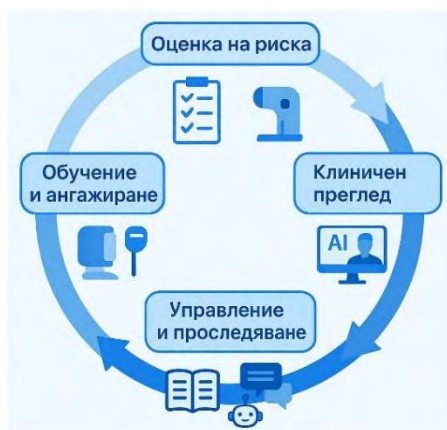 Оценка на риска
Клиничен
преглед
AI
Управление
и проследяване
Обучение
и ангажиране